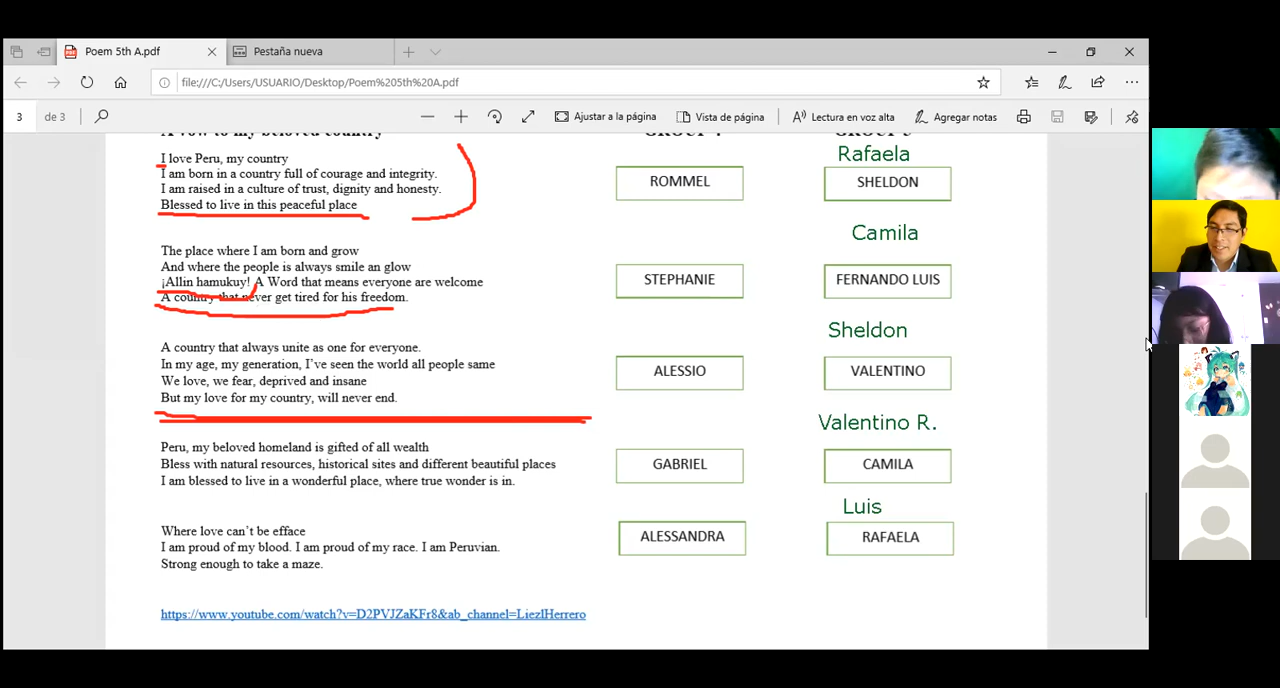 Poem 5th A.pdf
Pestaña nueva
file:///C:/Users/USUARIO/Desktop/Poem%205th%20A.pdf
3 de 3
Ajustar a la página
Vista de página
Lectura en voz alta
Agregar notas
A vow to my beloved country
I love Peru, my country
I am born in a country full of courage and integrity.
I am raised in a culture of trust, dignity and honesty.
Blessed to live in this peaceful place
The place where I am born and grow
And where the people is always smile an glow
¡Allin hamukuy! A Word that means everyone are welcome
A country that never get tired for his freedom.
A country that always unite as one for everyone.
In my age, my generation, I've seen the world all people same
We love, we fear, deprived and insane
But my love for my country, will never end.
Peru, my beloved homeland is gifted of all wealth
Bless with natural resources, historical sites and different beautiful places
I am blessed to live in a wonderful place, where true wonder is in.
Where love can't be efface
I am proud of my blood. I am proud of my race. I am Peruvian.
Strong enough to take a maze.
https://www.youtube.com/watch?v=D2PVJZaKFr8&ab_channel=LiezlHerrero
ROMMEL
STEPHANIE
ALESSIO
GABRIEL
ALESSANDRA
Rafaela
SHELDON
Camila
FERNANDO LUIS
Sheldon
VALENTINO
Valentino R.
CAMILA
Luis
RAFAELA